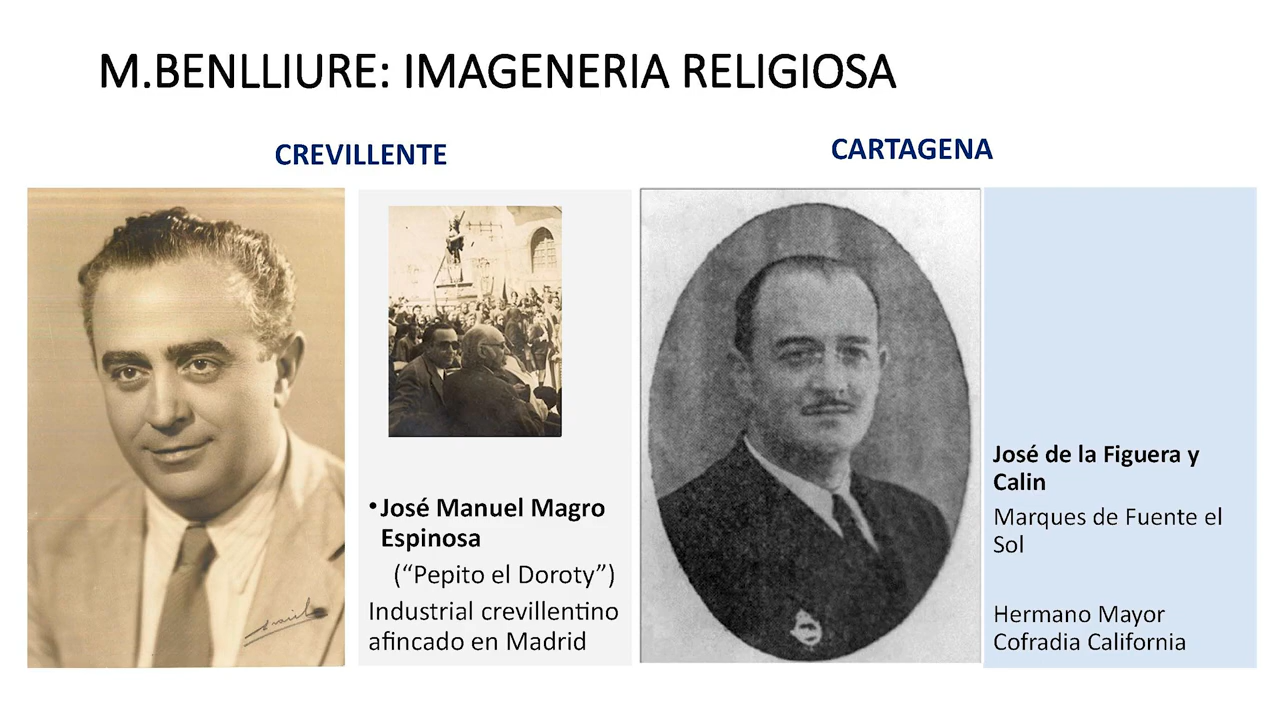 M.BENLLIURE: IMAGENERIA RELIGIOSA
CREVILLENTE
•José Manuel Magro
Espinosa
(“Pepito el Doroty”)
Industrial crevillentino
afincado en Madrid
CARTAGENA
José de la Figuera y
Calin
Marques de Fuente el
Sol
Hermano Mayor
Cofradia California